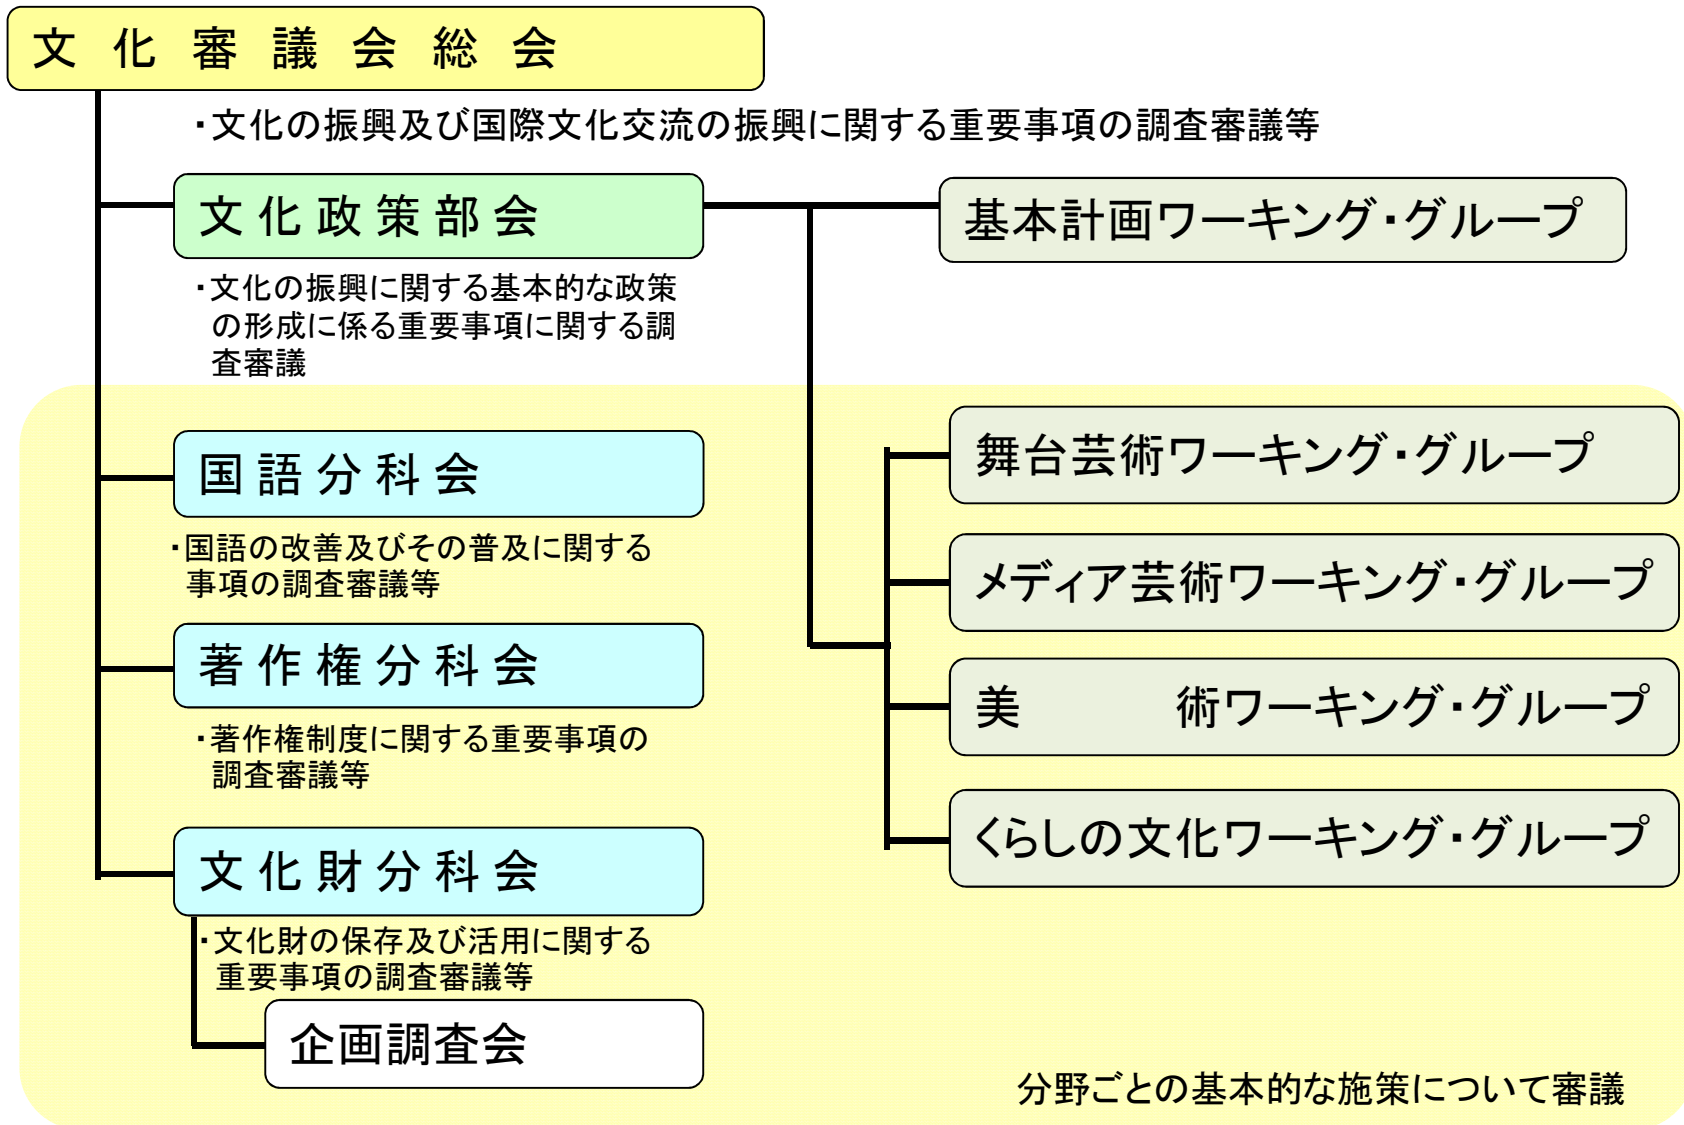 文化審議会総会
・文化の振興及び国際文化交流の振興に関する重要事項の調査審議等
文化政策部会
・文化の振興に関する基本的な政策
の形成に係る重要事項に関する調
査審議
基本計画ワーキング・グループ
国語分科会
・国語の改善及びその普及に関する
事項の調査審議等
著作権分科会
・著作権制度に関する重要事項の
調査審議等
文化財分科会
・文化財の保存及び活用に関する
重要事項の調査審議等
企画調査会
舞台芸術ワーキング・グループ
メディア芸術ワーキング・グループ
美　　　術ワーキング・グループ
くらしの文化ワーキング・グループ
分野ごとの基本的な施策について審議